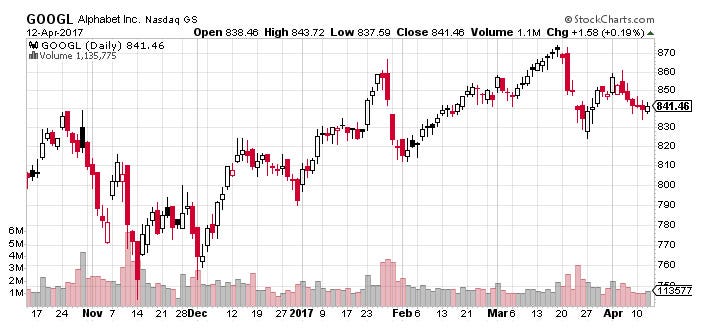 GOOGL Alphabet Inc. Nasdaq GS © StockCharts.com
12-Apr-2017 Open 838.46 High 843.72 Low 837.59 Close 841.46 Volume 1.1M Chg +1.58 (+0.19%)
GOOGL (Daily) 841.46
Volume 1,135,775
870
860
850
841.46
830
820
810
800
790
780
770
760
6M
5M
4M
3M
2M
1M
113577
17 24 Nov 7 14 21 28 Dec 5 12 19 27 2017 9 17 23 Feb 6 13 21 Mar 6 13 20 27 Apr 10